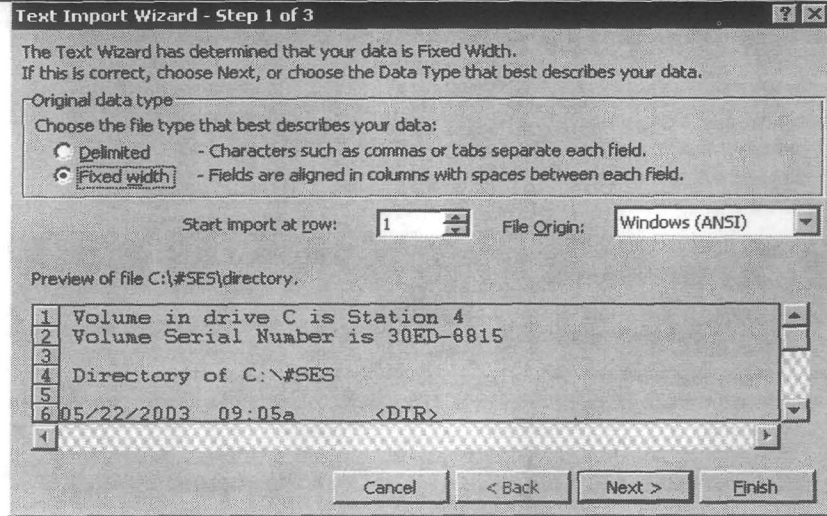 Text Import Wizard - Step 1 of 3
The Text Wizard has determined that your data is Fixed Width.
If this is correct, choose Next, or choose the Data Type that best describes your data.
Original data type
Choose the file type that best describes your data:
Delimited - Characters such as commas or tabs separate each field.
Fixed width - Fields are aligned in columns with spaces between each field.
Start import at row: 1 File Origin: Windows (ANSI)
Preview of file C:\#SES\directory.
1 Volume in drive C is Station 4
2 Volume Serial Number is 30ED-8815
3
4 Directory of C:\#SES
5
6 05/22/2003 09:05a <DIR> .
Cancel < Back Next > Finish